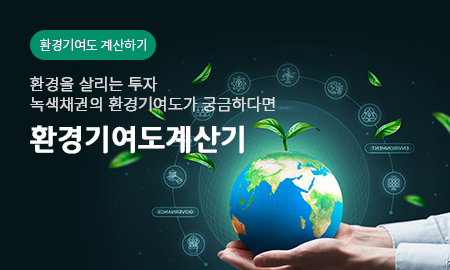 환경기여도 계산하기
환경을 살리는 투자
녹색채권의 환경기여도가 궁금하다면
환경기여도계산기
ENVIRONMENT
GOVERNANCE